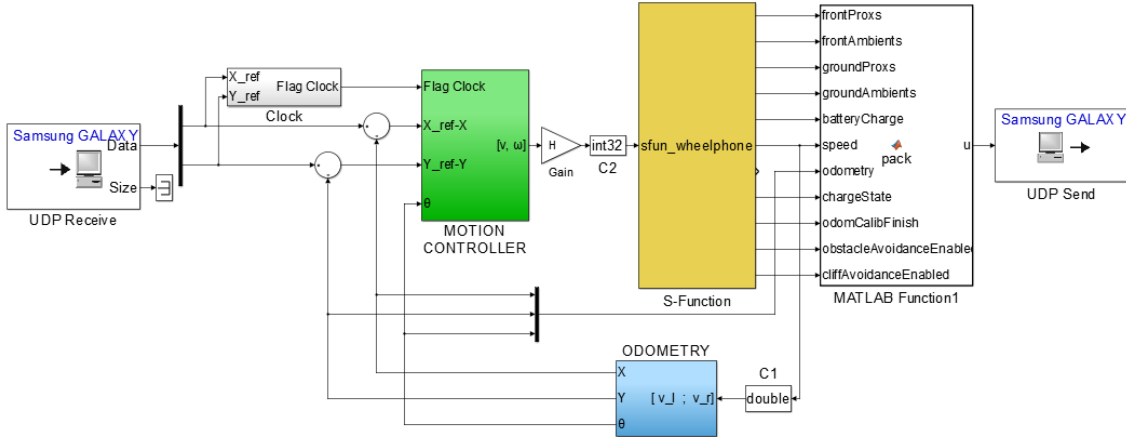 Samsung GALAXY
Data
Size
UDP Receive
X_ref
Y_ref
Flag Clock
Clock
Flag Clock
X_ref-X
Y_ref-Y
θ
[v, ω]
MOTION
CONTROLLER
H
Gain
int32
C2
sfun_wheelphone
S-Function
frontProxs
frontAmbients
groundProxs
groundAmbients
batteryCharge
speed
odometry
chargeState
odomCalibFinish
obstacleAvoidanceEnabled
cliffAvoidanceEnabled
pack
u
MATLAB Function1
Samsung GALAXY
UDP Send
ODOMETRY
X
Y
θ
[ v_l ; v_r]
C1
double